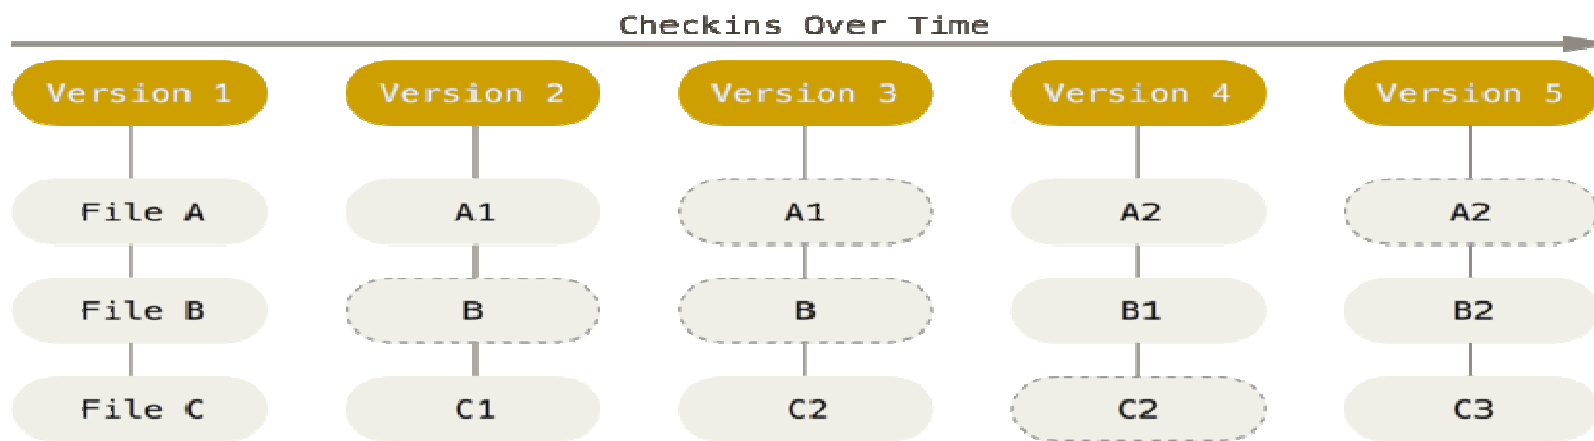 Checkins Over Time
Version 1 Version 2 Version 3 Version 4 Version 5
File A A1 A1 A2 A2
File B B B B1 B2
File C C1 C2 C2 C3